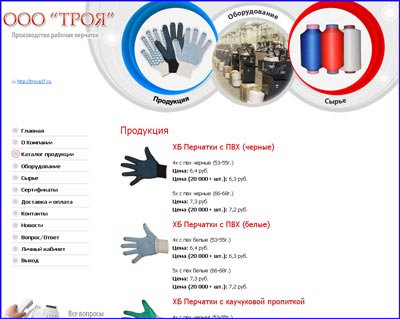 ООО "ТРОЯ"
Производство рабочих перчаток
Продукция
Оборудование
Сырье
Главная
О Компании
Каталог продукции
Оборудование
Сырье
Сертификаты
Доставка и оплата
Контакты
Новости
Вопрос/Ответ
Личный кабинет
Выход
Все вопросы
Продукция
ХБ Перчатки с ПВХ (черные)
4х с пвх черные (53-55г.)
Цена: 6,4 руб.
Цена (20 000+ шт.): 6,3 руб.
5х с пвх черные (66-68г.)
Цена: 7,3 руб.
Цена (20 000+ шт.): 7,2 руб.
ХБ Перчатки с ПВХ (белые)
4х с пвх белые (53-55г.)
Цена: 6,4 руб.
Цена (20 000+ шт.): 6,3 руб.
5х с пвх белые (66-68г.)
Цена: 7,3 руб.
Цена (20 000+ шт.): 7,2 руб.
ХБ Перчатки с каучуковой пропиткой
4х с пвх черные (53-55г.)